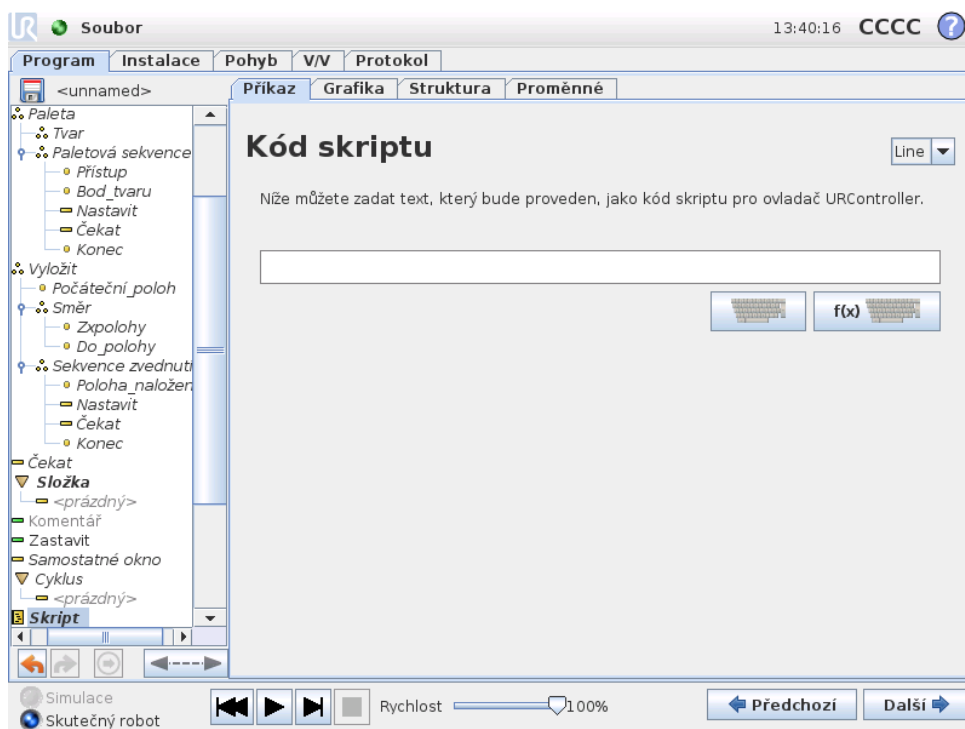 UR Soubor 13:40:16 CCCC ?
Program Instalace Pohyb V/V Protokol
<unnamed> Příkaz Grafika Struktura Proměnné
Paleta
Tvar
Paletová sekvence
Přístup
Bod_tvaru
Nastavit
Čekat
Konec
Vyložit
Počáteční_poloh
Směr
Zxpolohy
Do_polohy
Sekvence zvednutí
Poloha_naložen
Nastavit
Čekat
Konec
Čekat
Složka
<prázdný>
Komentář
Zastavit
Samostatné okno
Cyklus
<prázdný>
Skript
Kód skriptu
Line
Níže můžete zadat text, který bude proveden, jako kód skriptu pro ovladač URController.
f(x)
Simulace
Skutečný robot
Rychlost 100%
Předchozí Další